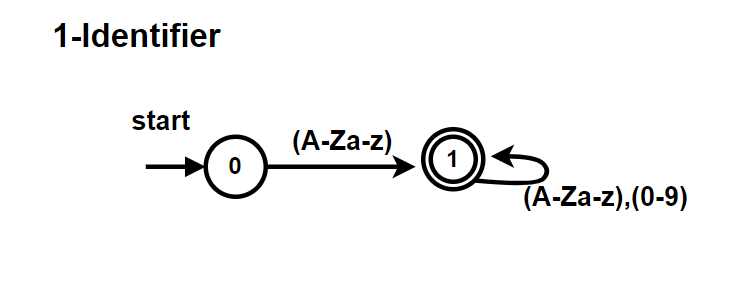 1-Identifier
start
(A-Za-z)
0
1
(A-Za-z),(0-9)